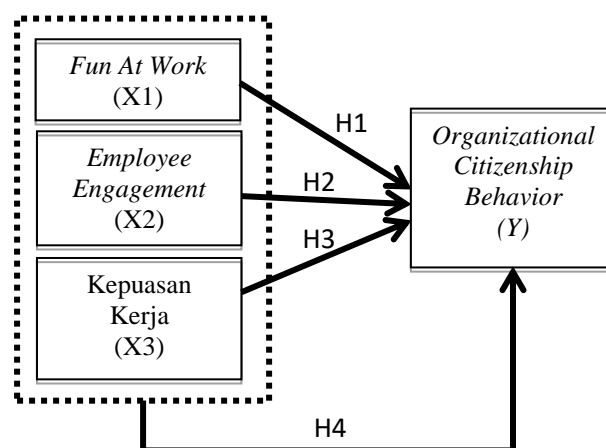 Fun At Work
(X1)
H1
Employee
Engagement
(X2)
H2
Kepuasan
Kerja
(X3)
H3
Organizational
Citizenship
Behavior
(Y)
H4